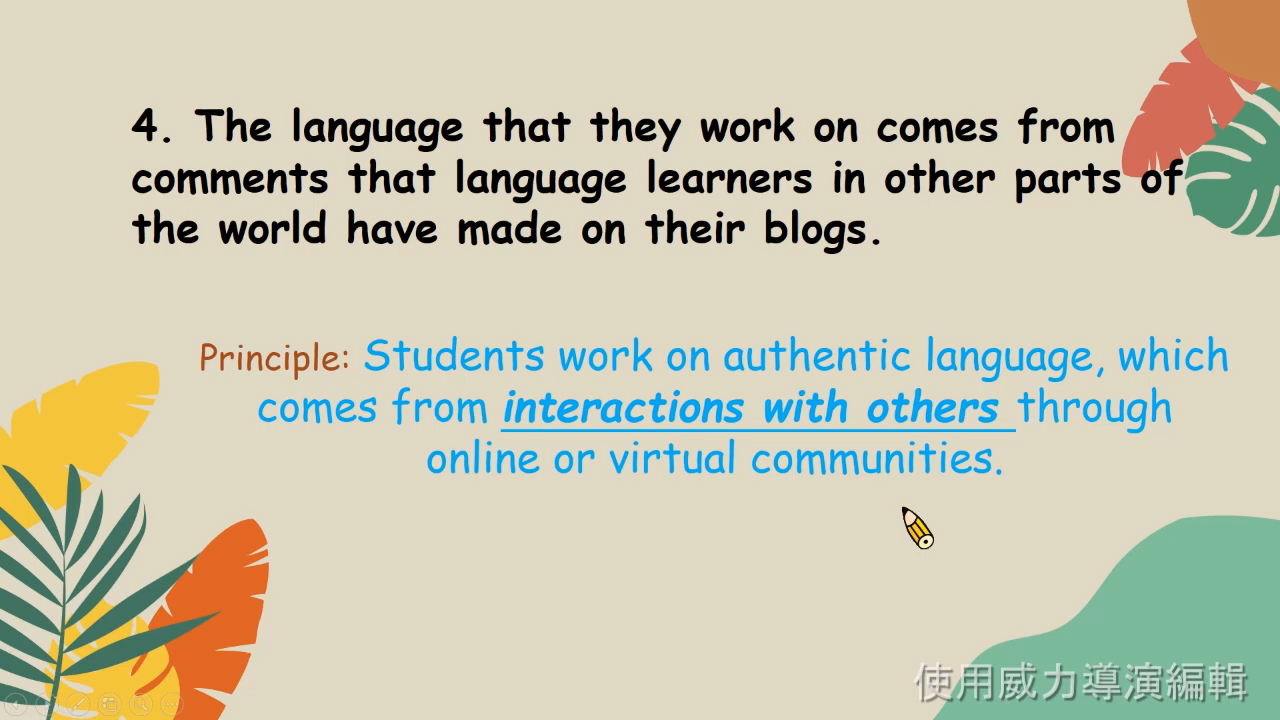 4. The language that they work on comes from
comments that language learners in other parts of
the world have made on their blogs.
Principle: Students work on authentic language, which
comes from interactions with others through
online or virtual communities.
使用威力導演編輯